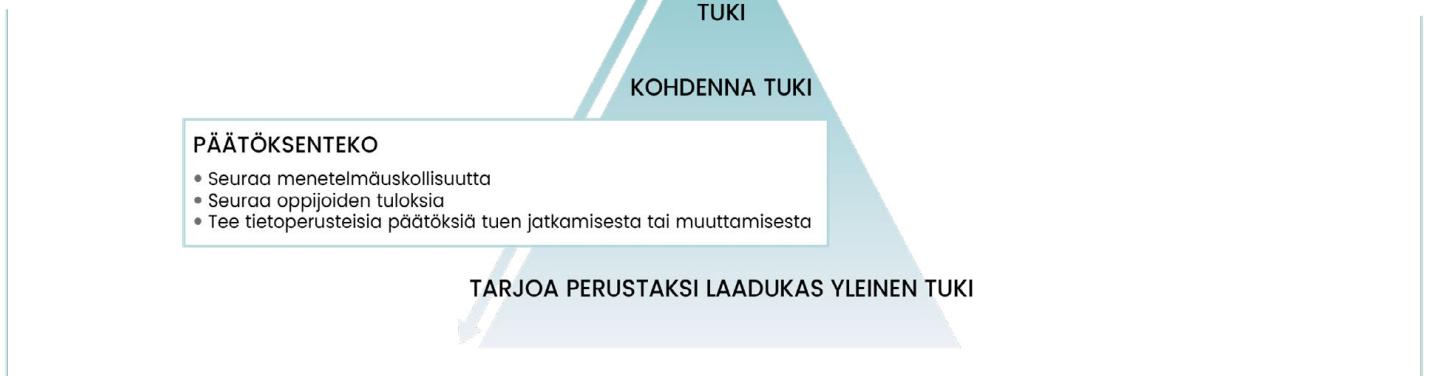 TUKI
KOHDENNA TUKI
PÄÄTÖKSENTEKO
• Seuraa menetelmäuskollisuutta
• Seuraa oppijoiden tuloksia
• Tee tietoperusteisia päätöksiä tuen jatkamisesta tai muuttamisesta
TARJOA PERUSTAKSI LAADUKAS YLEINEN TUKI